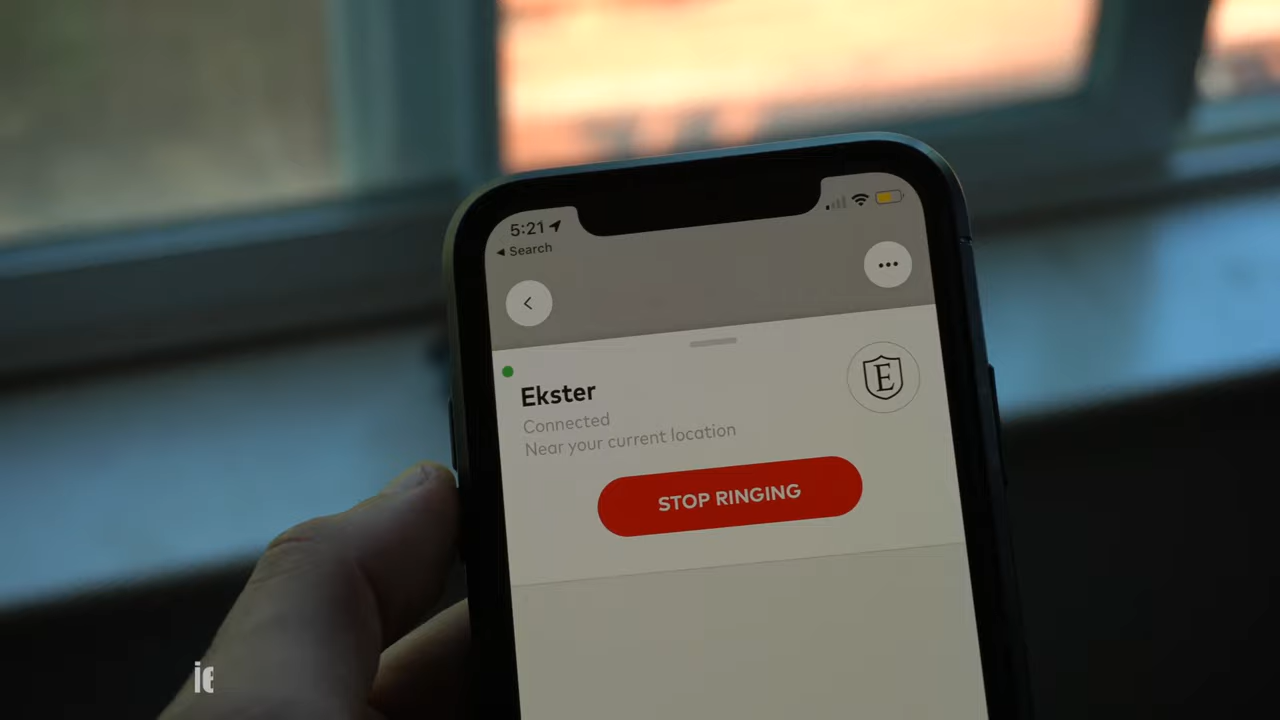 5:21
◀ Search
Ekster
E
Connected
Near your current location
STOP RINGING